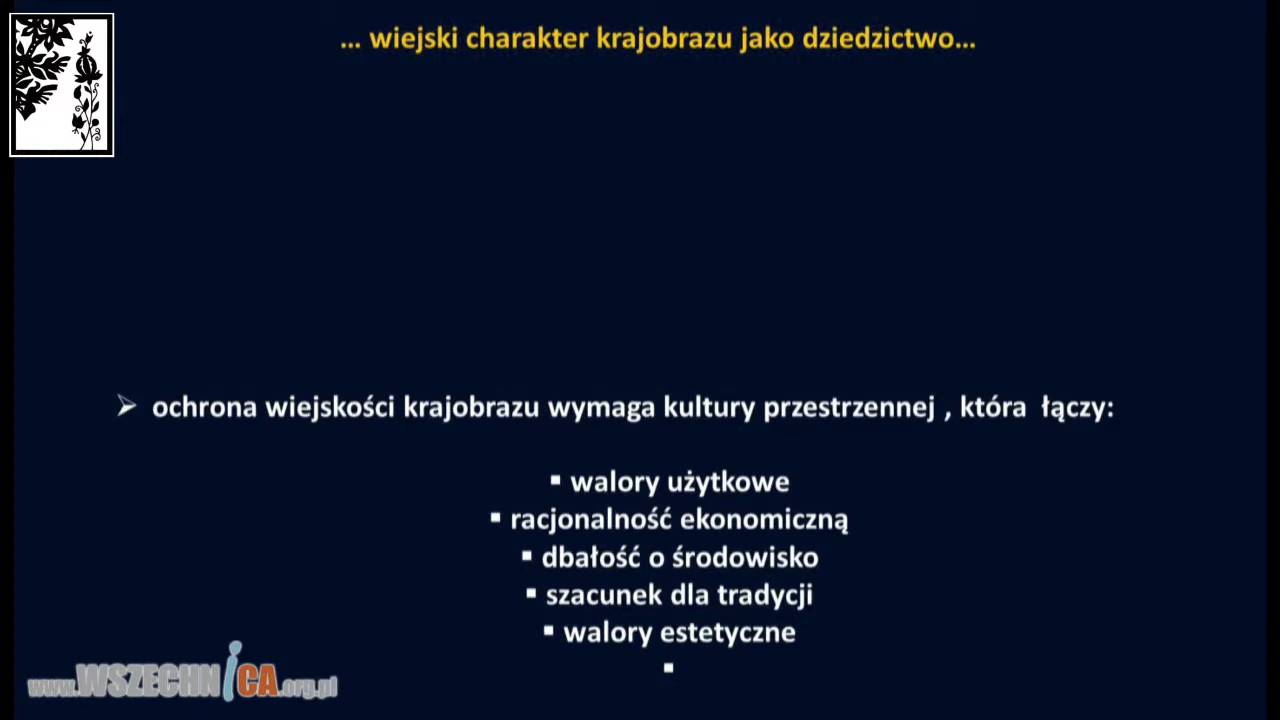 … wiejski charakter krajobrazu jako dziedzictwo…
➢ ochrona wiejskości krajobrazu wymaga kultury przestrzennej , która łączy:
▪ walory użytkowe
▪ racjonalność ekonomiczną
▪ dbałość o środowisko
▪ szacunek dla tradycji
▪ walory estetyczne
▪
www.WSZECHNiCA.org.pl